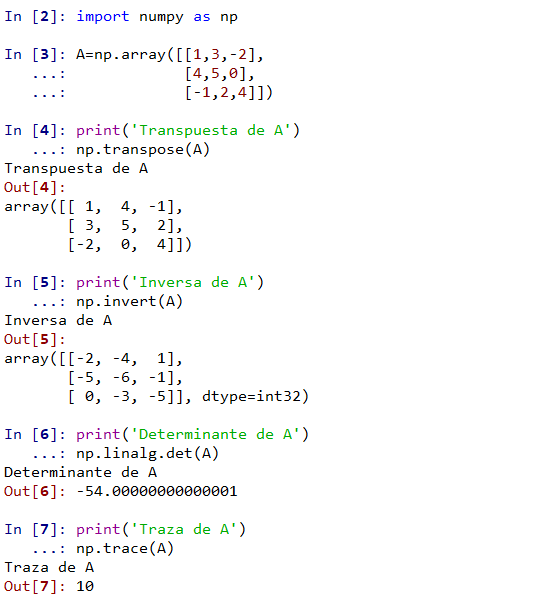 In [2]: import numpy as np
In [3]: A=np.array([[1,3,-2],
   ...:             [4,5,0],
   ...:             [-1,2,4]])
In [4]: print('Transpuesta de A')
   ...: np.transpose(A)
Transpuesta de A
Out[4]:
array([[ 1,  4, -1],
       [ 3,  5,  2],
       [-2,  0,  4]])
In [5]: print('Inversa de A')
   ...: np.invert(A)
Inversa de A
Out[5]:
array([[-2, -4,  1],
       [-5, -6, -1],
       [ 0, -3, -5]], dtype=int32)
In [6]: print('Determinante de A')
   ...: np.linalg.det(A)
Determinante de A
Out[6]: -54.00000000000001
In [7]: print('Traza de A')
   ...: np.trace(A)
Traza de A
Out[7]: 10